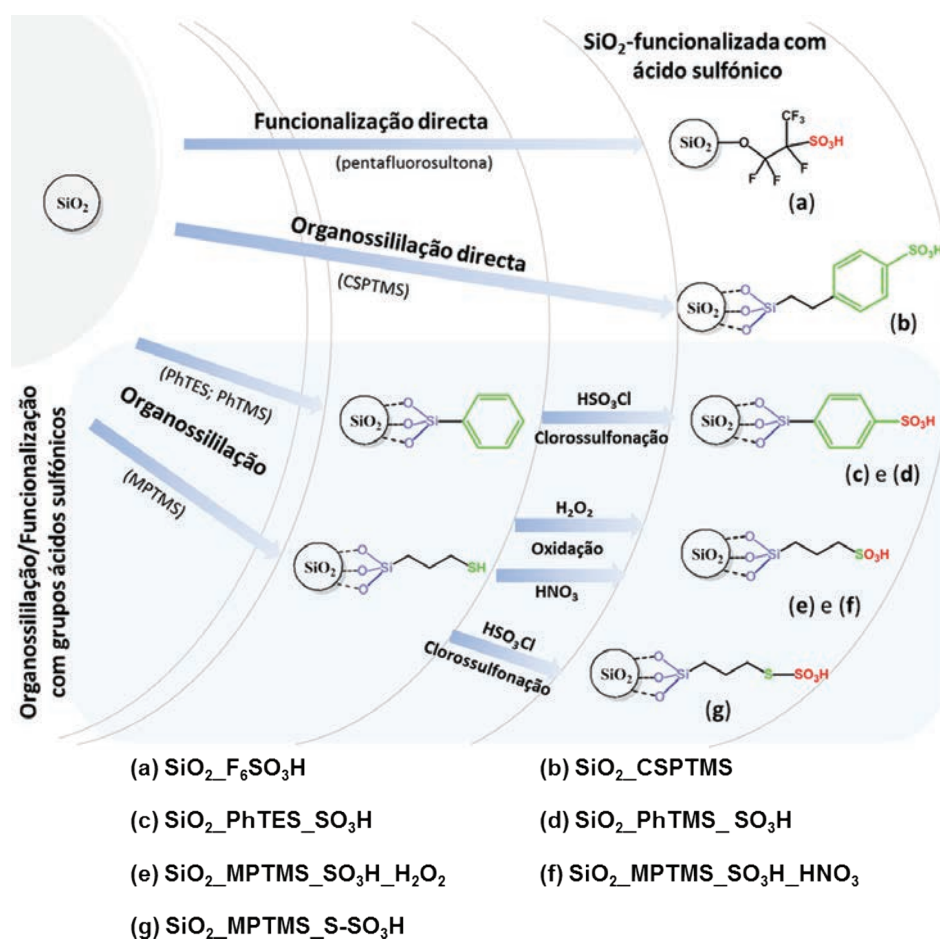 SiO₂-funcionalizada com
ácido sulfónico
Funcionalização directa
(pentafluorosultona)
SiO₂
O
CF₃
SO₃H
F
F
F
SiO₂
(a)
Organossililação directa
(CSPTMS)
SO₃H
SiO₂
O
O
O
Si
(b)
Organossililação/Funcionalização
com grupos ácidos sulfónicos
(PhTES; PhTMS)
Organossililação
(MPTMS)
SiO₂
O
O
O
Si
HSO₃Cl
Clorossulfonação
SiO₂
O
O
O
Si
SO₃H
(c) e (d)
SiO₂
O
O
O
Si
SH
H₂O₂
Oxidação
HNO₃
SiO₂
O
O
O
Si
SO₃H
(e) e (f)
HSO₃Cl
Clorossulfonação
SiO₂
O
O
O
Si
S
SO₃H
(g)
(a) SiO₂_F₆SO₃H
(b) SiO₂_CSPTMS
(c) SiO₂_PhTES_SO₃H
(d) SiO₂_PhTMS_ SO₃H
(e) SiO₂_MPTMS_SO₃H_H₂O₂
(f) SiO₂_MPTMS_SO₃H_HNO₃
(g) SiO₂_MPTMS_S-SO₃H